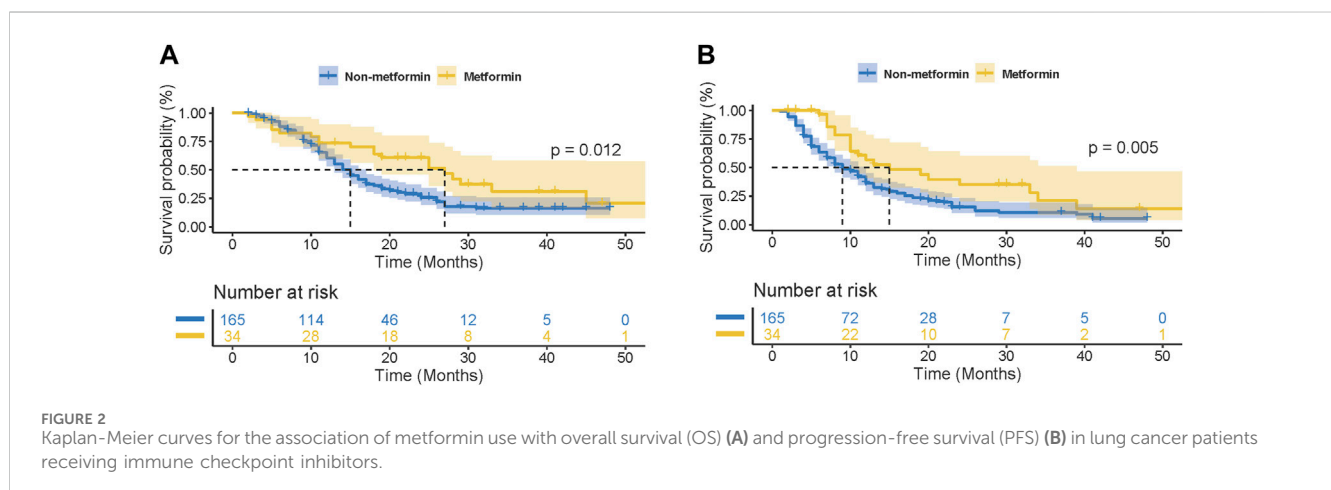 A
Non-metformin Metformin
Survival probability (%)
1.00
0.75
0.50
0.25
0.00
p = 0.012
0 10 20 30 40 50
Time (Months)
Number at risk
165 114 46 12 5 0
34 28 18 8 4 1
0 10 20 30 40 50
Time (Months)
B
Non-metformin Metformin
Survival probability (%)
1.00
0.75
0.50
0.25
0.00
p = 0.005
0 10 20 30 40 50
Time (Months)
Number at risk
165 72 28 7 5 0
34 22 10 7 2 1
0 10 20 30 40 50
Time (Months)
FIGURE 2
Kaplan-Meier curves for the association of metformin use with overall survival (OS) (A) and progression-free survival (PFS) (B) in lung cancer patients
receiving immune checkpoint inhibitors.